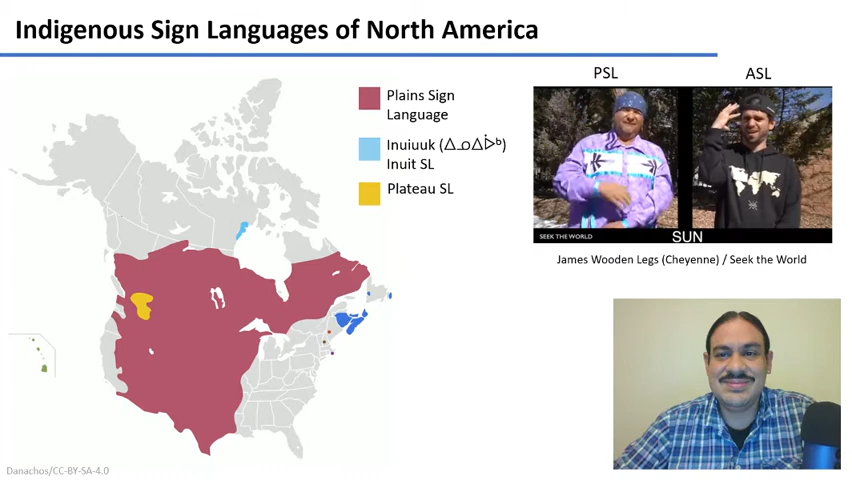 Indigenous Sign Languages of North America
PSL
ASL
Plains Sign
Language
Inuiuuk (ᐃᓄᐃᐆᒃ)
Inuit SL
Plateau SL
SEEK THE WORLD
SUN
James Wooden Legs (Cheyenne) / Seek the World
Danachos/CC-BY-SA-4.0